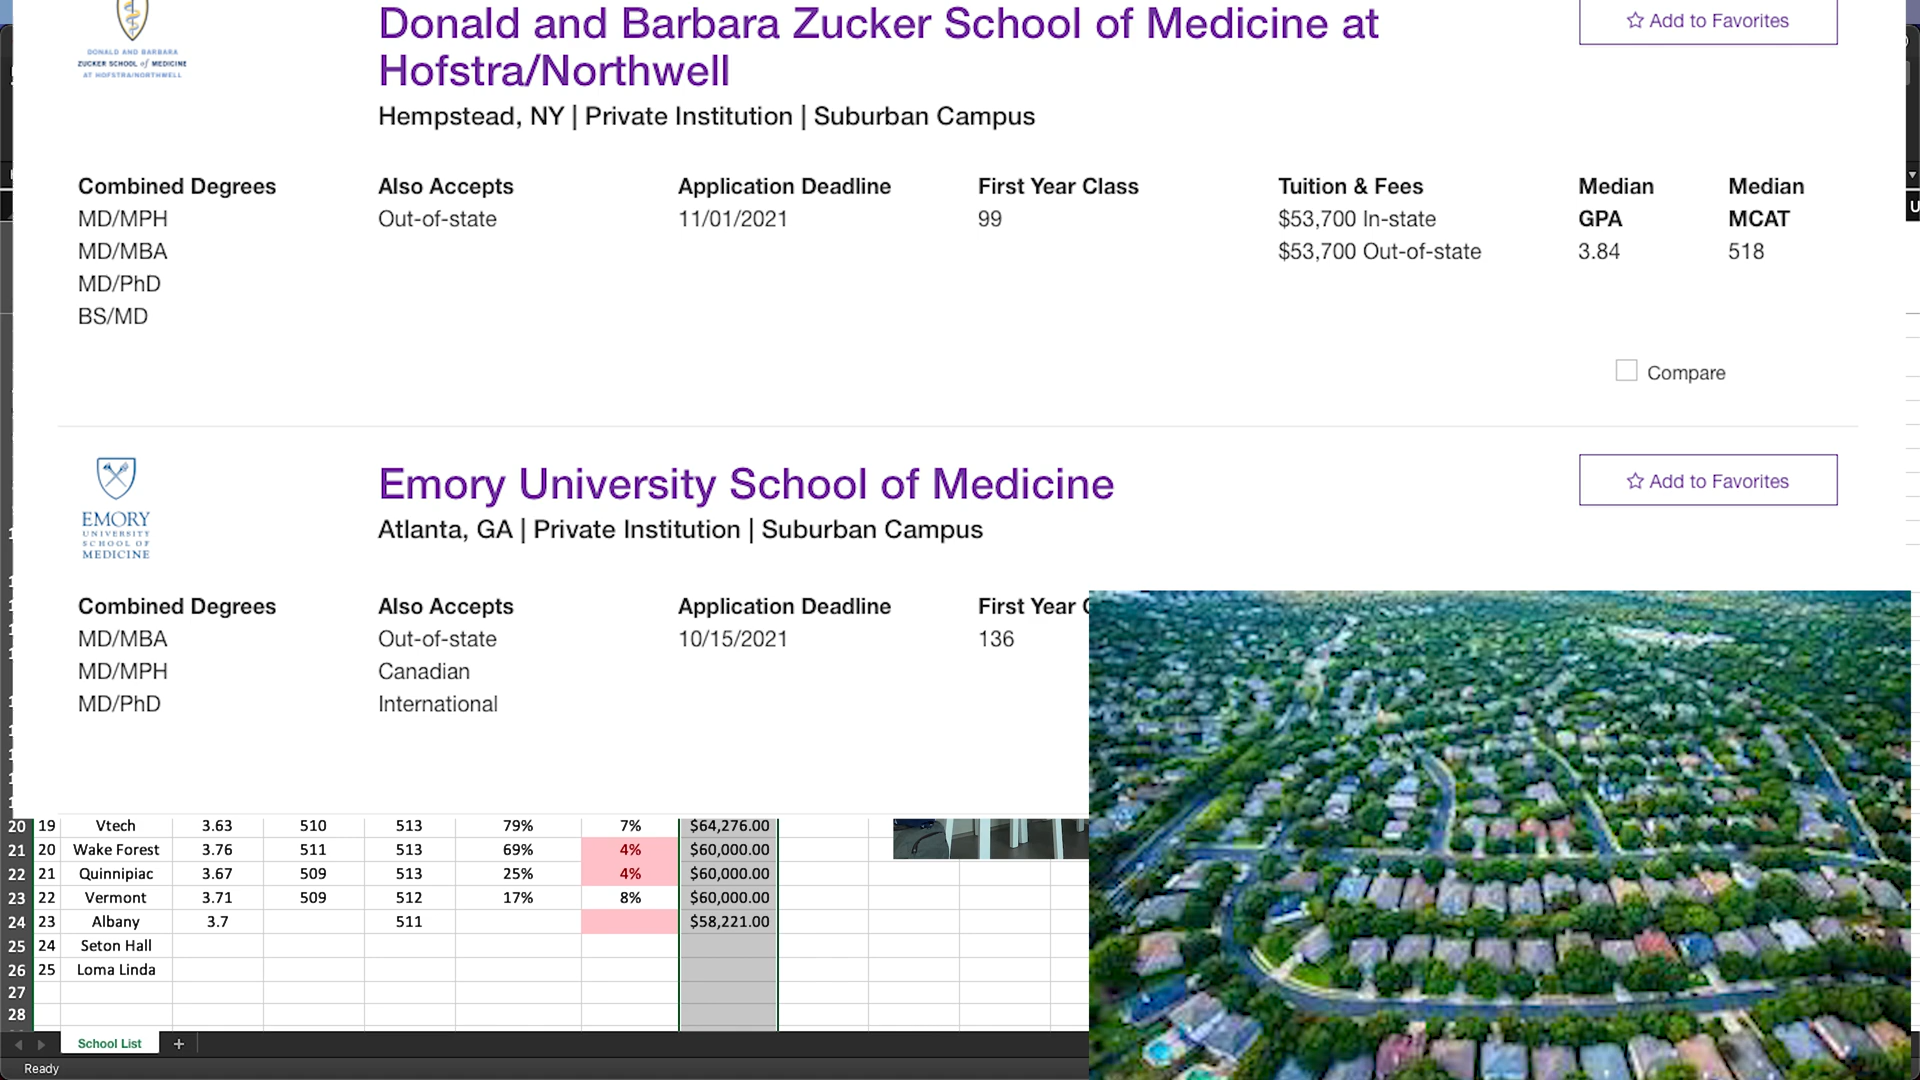 DONALD AND BARBARA
ZUCKER SCHOOL of MEDICINE
AT HOFSTRA/NORTHWELL
Donald and Barbara Zucker School of Medicine at
Hofstra/Northwell
☆ Add to Favorites
Hempstead, NY | Private Institution | Suburban Campus
Combined Degrees
MD/MPH
MD/MBA
MD/PhD
BS/MD
Also Accepts
Out-of-state
Application Deadline
11/01/2021
First Year Class
99
Tuition & Fees
$53,700 In-state
$53,700 Out-of-state
Median
GPA
3.84
Median
MCAT
518
Compare
EMORY
UNIVERSITY
SCHOOL OF
MEDICINE
Emory University School of Medicine
☆ Add to Favorites
Atlanta, GA | Private Institution | Suburban Campus
Combined Degrees
MD/MBA
MD/MPH
MD/PhD
Also Accepts
Out-of-state
Canadian
International
Application Deadline
10/15/2021
First Year
136
20 19 Vtech 3.63 510 513 79% 7% $64,276.00
21 20 Wake Forest 3.76 511 513 69% 4% $60,000.00
22 21 Quinnipiac 3.67 509 513 25% 4% $60,000.00
23 22 Vermont 3.71 509 512 17% 8% $60,000.00
24 23 Albany 3.7 511 $58,221.00
25 24 Seton Hall
26 25 Loma Linda
27
28
School List +
Ready